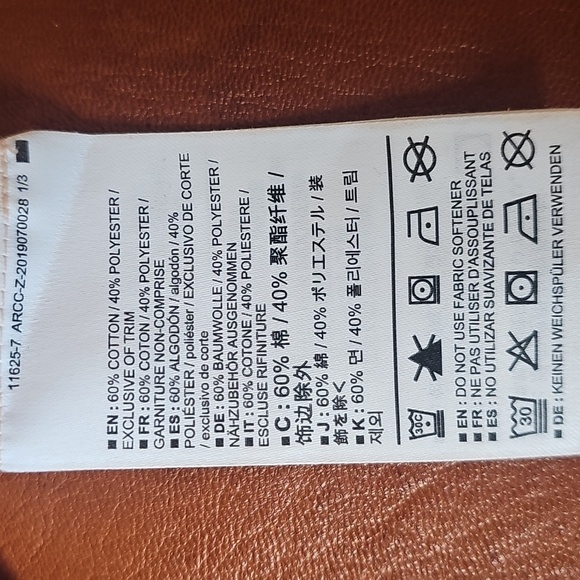 11625-7 ARCC-Z-2019070028 1/3
■ EN : 60% COTTON / 40% POLYESTER /
EXCLUSIVE OF TRIM
■ FR : 60% COTON / 40% POLYESTER /
GARNITURE NON-COMPRISE
■ ES : 60% ALGODÓN / algodón / 40%
POLIÉSTER / poliéster / EXCLUSIVO DE CORTE
/ exclusivo de corte
■ DE : 60% BAUMWOLLE / 40% POLYESTER /
NÄHZUBEHÖR AUSGENOMMEN
■ IT : 60% COTONE / 40% POLIESTERE /
ESCLUSE RIFINITURE
■ C : 60% 棉 / 40% 聚酯纤维 /
饰边除外
■ J : 60% 綿 / 40% ポリエステル / 装
飾を除く
■ K : 60% 면 / 40% 폴리에스터 / 트림
제외
30C
■ EN : DO NOT USE FABRIC SOFTENER
■ FR : NE PAS UTILISER D'ASSOUPLISSANT
■ ES : NO UTILIZAR SUAVIZANTE DE TELAS
30
■ DE : KEINEN WEICHSPÜLER VERWENDEN